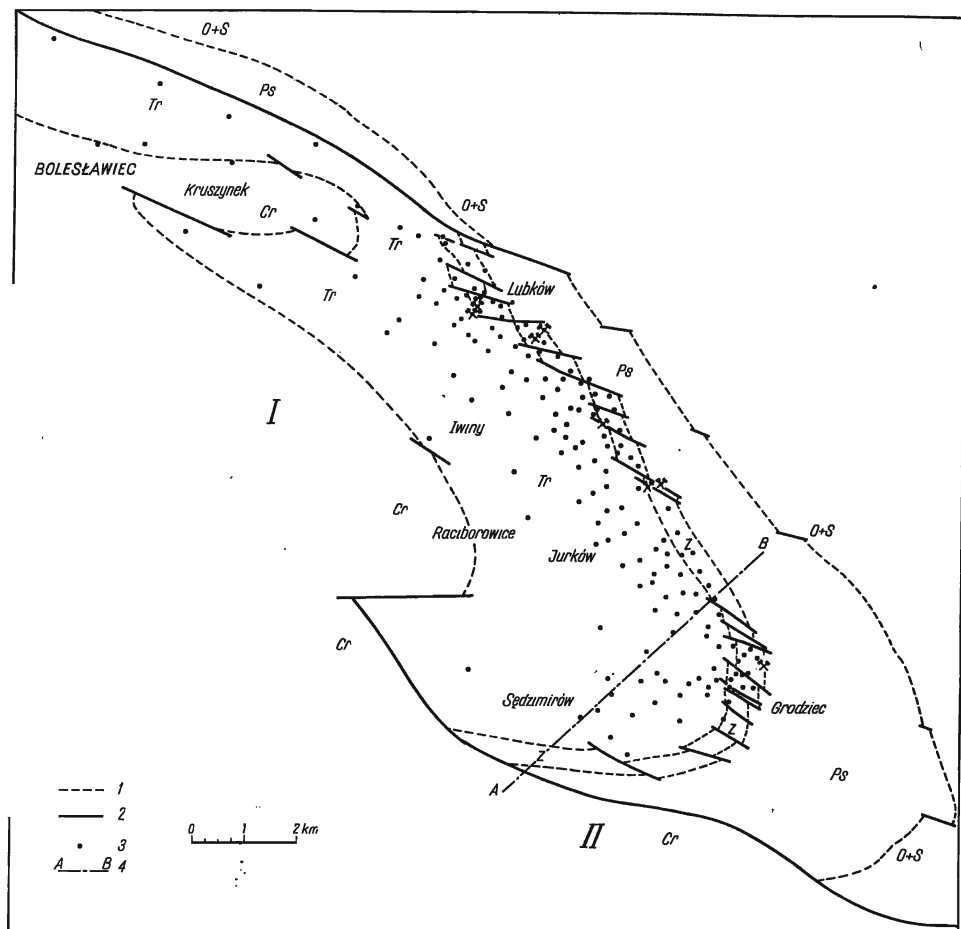 O+S
Ps
Tr
BOLESŁAWIEC
Kruszynek
Cr
O+S
Tr
Tr
Lubków
Ps
I
Iwiny
Tr
Cr
Raciborowice
Jurków
Z
B
O+S
Cr
Sędzimirów
Grodziec
Z
Z
A
Ps
II
Cr
O+S
1
2
3
A B 4
0 1 2 km